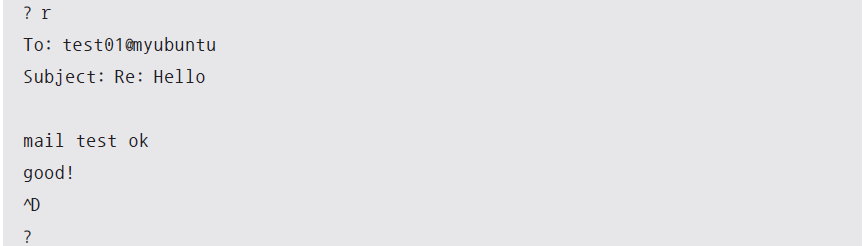 ? r
To: test01@myubuntu
Subject: Re: Hello
mail test ok
good!
^D
?